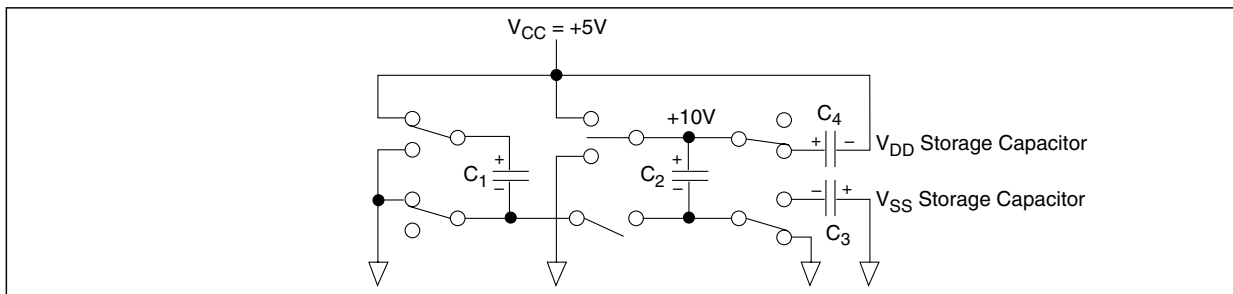 V_CC = +5V
+10V
C_4
+ –
V_DD Storage Capacitor
+
C_1
–
+
C_2
–
– +
V_SS Storage Capacitor
C_3